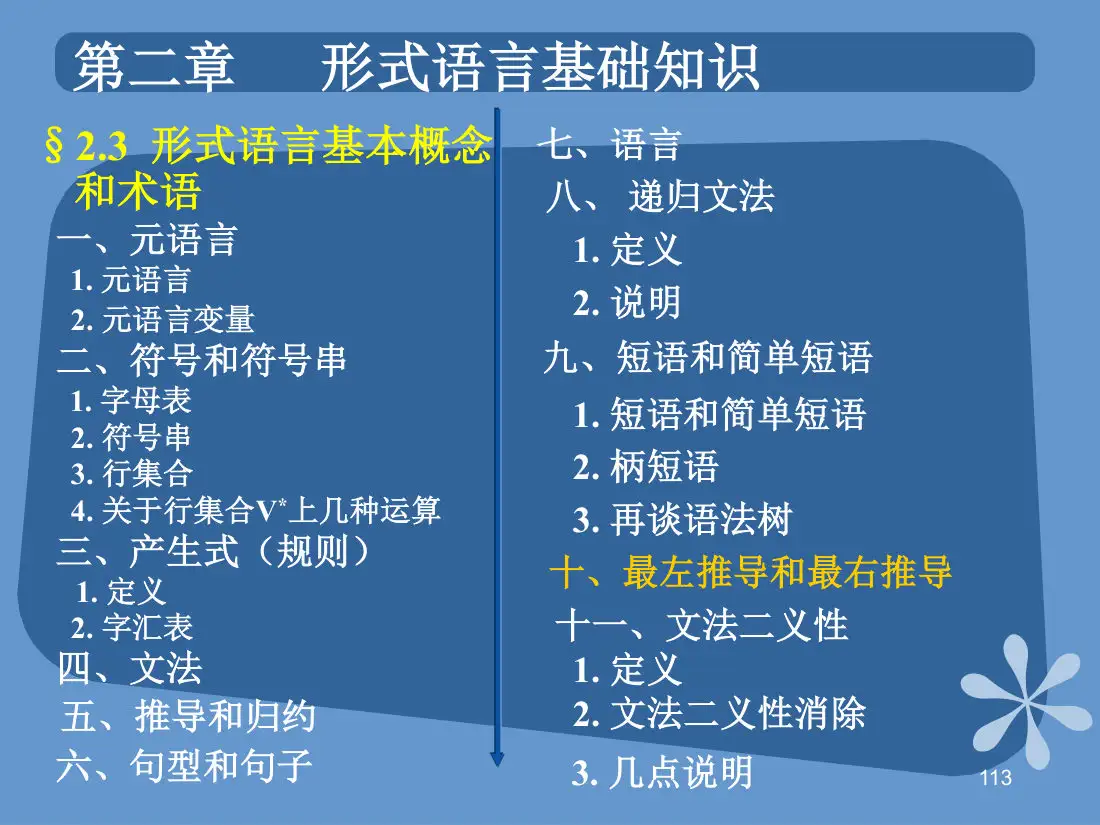 第二章 形式语言基础知识
§2.3 形式语言基本概念
和术语
一、元语言
1. 元语言
2. 元语言变量
二、符号和符号串
1. 字母表
2. 符号串
3. 行集合
4. 关于行集合V*上几种运算
三、产生式（规则）
1. 定义
2. 字汇表
四、文法
五、推导和归约
六、句型和句子
七、语言
八、 递归文法
1. 定义
2. 说明
九、短语和简单短语
1. 短语和简单短语
2. 柄短语
3. 再谈语法树
十、最左推导和最右推导
十一、文法二义性
1. 定义
2. 文法二义性消除
3. 几点说明
113